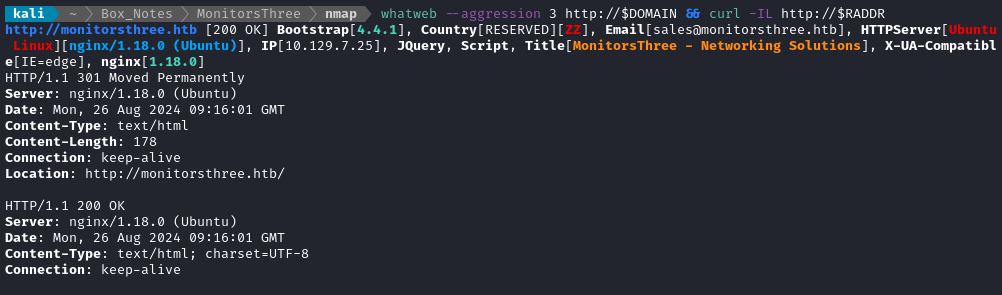 kali ~ Box_Notes MonitorsThree nmap whatweb --aggression 3 http://$DOMAIN && curl -IL http://$RADDR
http://monitorsthree.htb [200 OK] Bootstrap[4.4.1], Country[RESERVED][ZZ], Email[sales@monitorsthree.htb], HTTPServer[Ubuntu
Linux][nginx/1.18.0 (Ubuntu)], IP[10.129.7.25], JQuery, Script, Title[MonitorsThree - Networking Solutions], X-UA-Compatibl
e[IE=edge], nginx[1.18.0]
HTTP/1.1 301 Moved Permanently
Server: nginx/1.18.0 (Ubuntu)
Date: Mon, 26 Aug 2024 09:16:01 GMT
Content-Type: text/html
Content-Length: 178
Connection: keep-alive
Location: http://monitorsthree.htb/

HTTP/1.1 200 OK
Server: nginx/1.18.0 (Ubuntu)
Date: Mon, 26 Aug 2024 09:16:01 GMT
Content-Type: text/html; charset=UTF-8
Connection: keep-alive